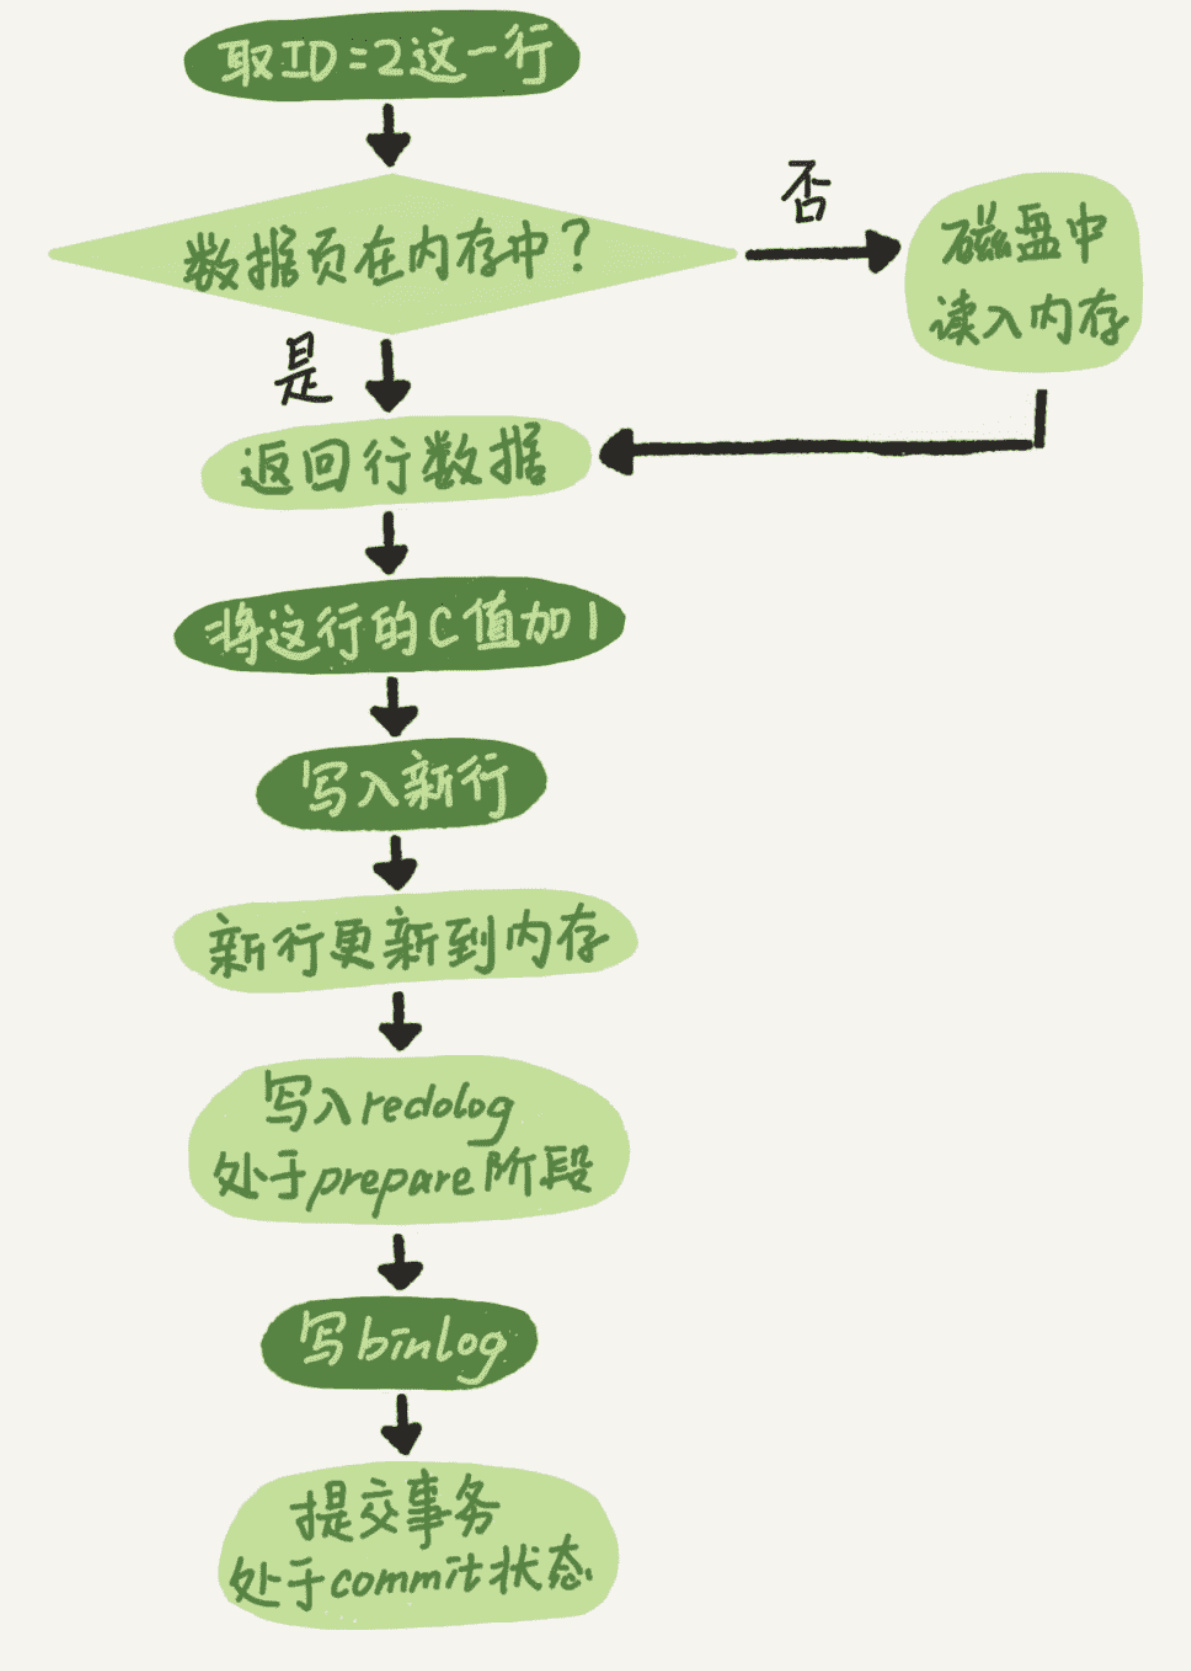 取ID=2这一行
数据页在内存中？
否
磁盘中
读入内存
是
返回行数据
将这行的C值加1
写入新行
新行更新到内存
写入redolog
处于prepare阶段
写binlog
提交事务
处于commit状态